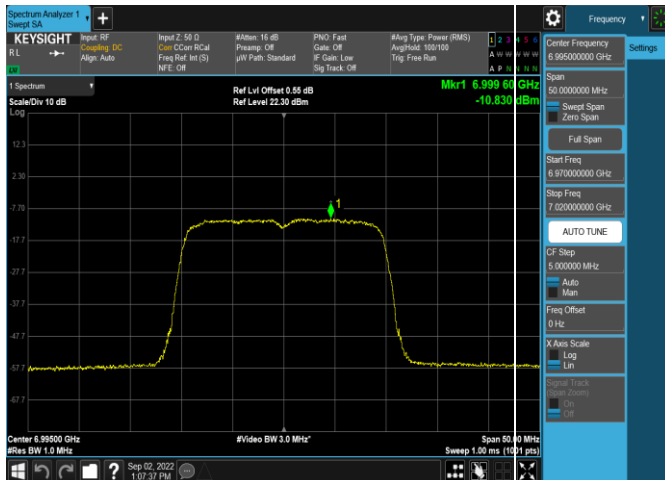 Spectrum Analyzer 1
Swept SA
+
Frequency
KEYSIGHT
RL
Input: RF
Coupling: DC
Align: Auto
Input Z: 50 Ω
Corr CCorr RCal
Freq Ref: Int (S)
NFE: Off
#Atten: 16 dB
Preamp: Off
µW Path: Standard
PNO: Fast
Gate: Off
IF Gain: Low
Sig Track: Off
#Avg Type: Power (RMS)
Avg|Hold: 100/100
Trig: Free Run
1 2 3 4 5 6
A W W W W W
A P N N N N
1 Spectrum
Scale/Div 10 dB
Log
Ref Lvl Offset 0.55 dB
Ref Level 22.30 dBm
Mkr1 6.999 60 GHz
-10.830 dBm
12.3
2.30
-7.70
-17.7
-27.7
-37.7
-47.7
-57.7
-67.7
1
Center 6.99500 GHz
#Res BW 1.0 MHz
#Video BW 3.0 MHz*
Span 50.00 MHz
Sweep 1.00 ms (1001 pts)
Sep 02, 2022
1:07:37 PM
?
Center Frequency
6.995000000 GHz
Settings
Span
50.0000000 MHz
Swept Span
Zero Span
Full Span
Start Freq
6.970000000 GHz
Stop Freq
7.020000000 GHz
AUTO TUNE
CF Step
5.000000 MHz
Auto
Man
Freq Offset
0 Hz
X Axis Scale
Log
Lin
Signal Track
(Span Zoom)
On
Off